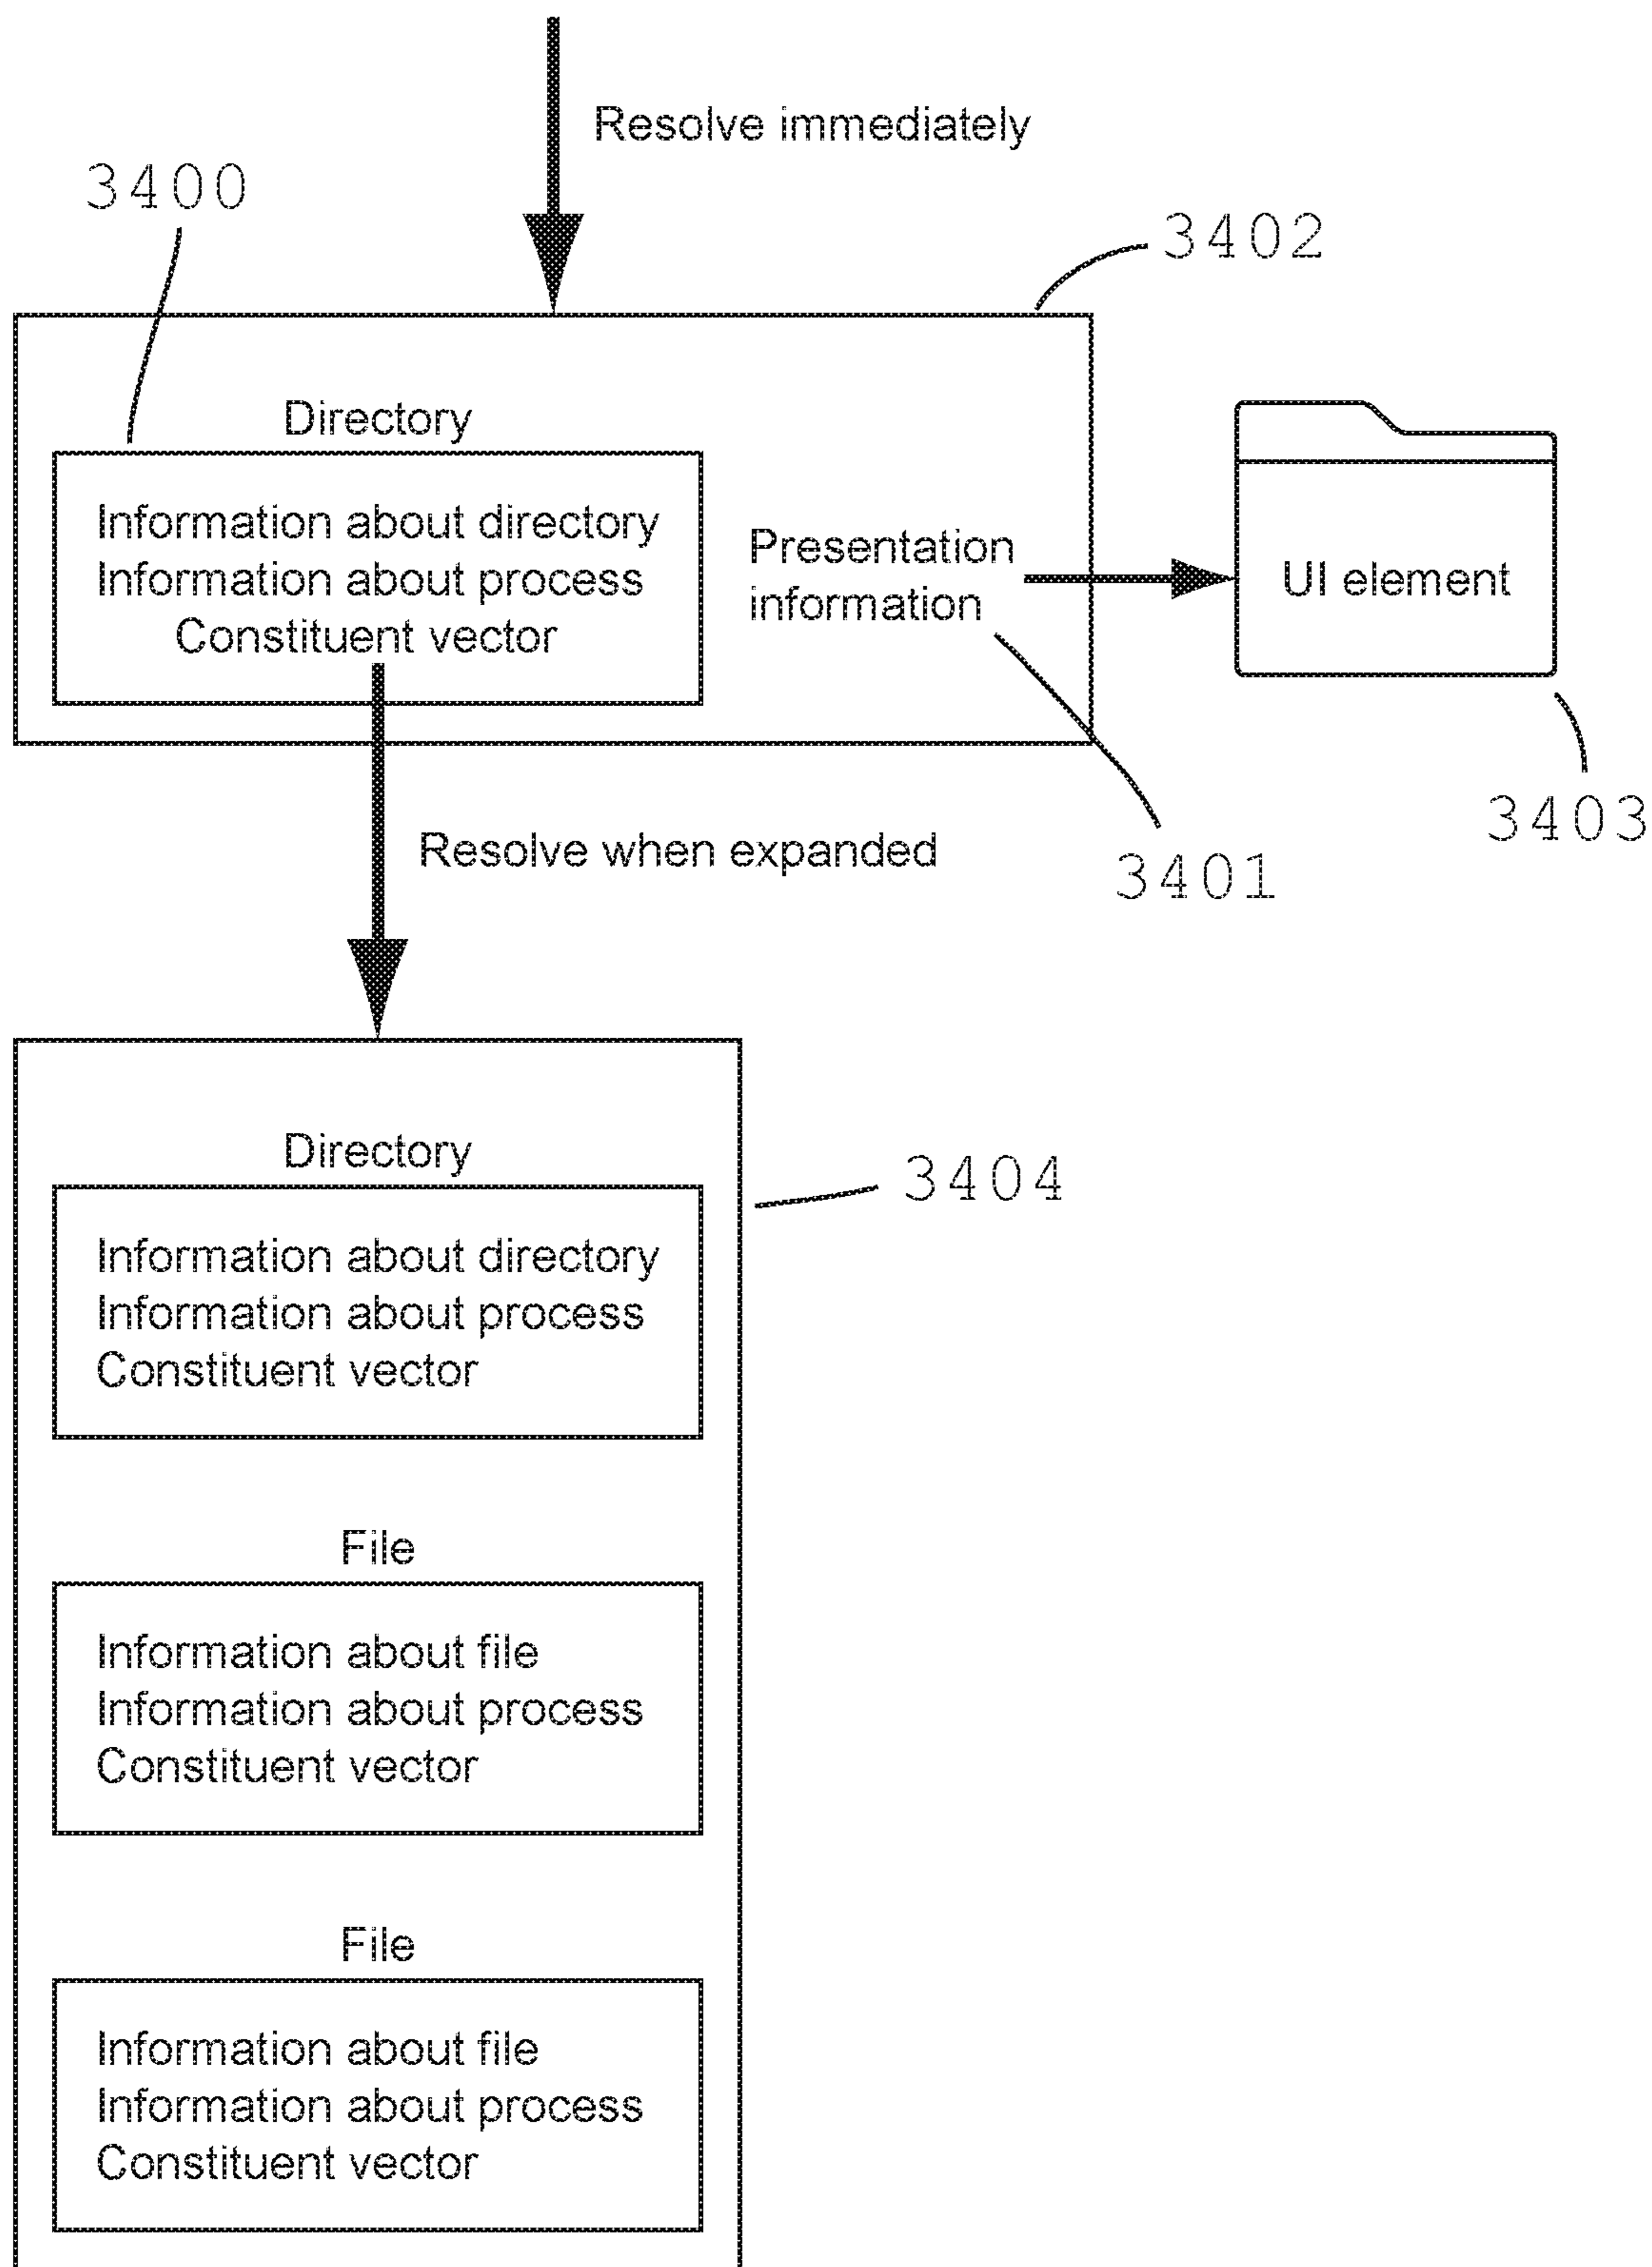 Resolve immediately
3400
3402
Directory
Information about directory
Information about process
Constituent vector
Presentation
information
UI element
3403
Resolve when expanded
3401
Directory
3404
Information about directory
Information about process
Constituent vector
File
Information about file
Information about process
Constituent vector
File
Information about file
Information about process
Constituent vector